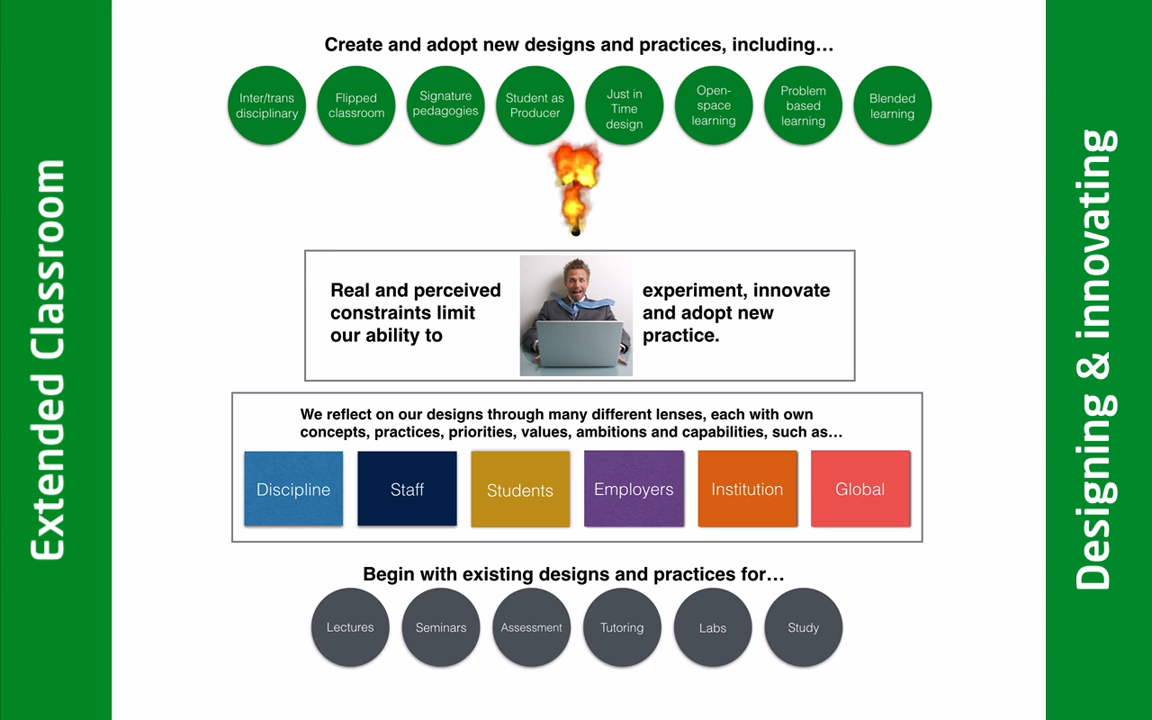 Extended Classroom
Create and adopt new designs and practices, including…
Inter/trans
disciplinary
Flipped
classroom
Signature
pedagogies
Student as
Producer
Just in
Time
design
Open-
space
learning
Problem
based
learning
Blended
learning
Real and perceived
constraints limit
our ability to
experiment, innovate
and adopt new
practice.
We reflect on our designs through many different lenses, each with own
concepts, practices, priorities, values, ambitions and capabilities, such as…
Discipline
Staff
Students
Employers
Institution
Global
Begin with existing designs and practices for…
Lectures
Seminars
Assessment
Tutoring
Labs
Study
Designing & innovating